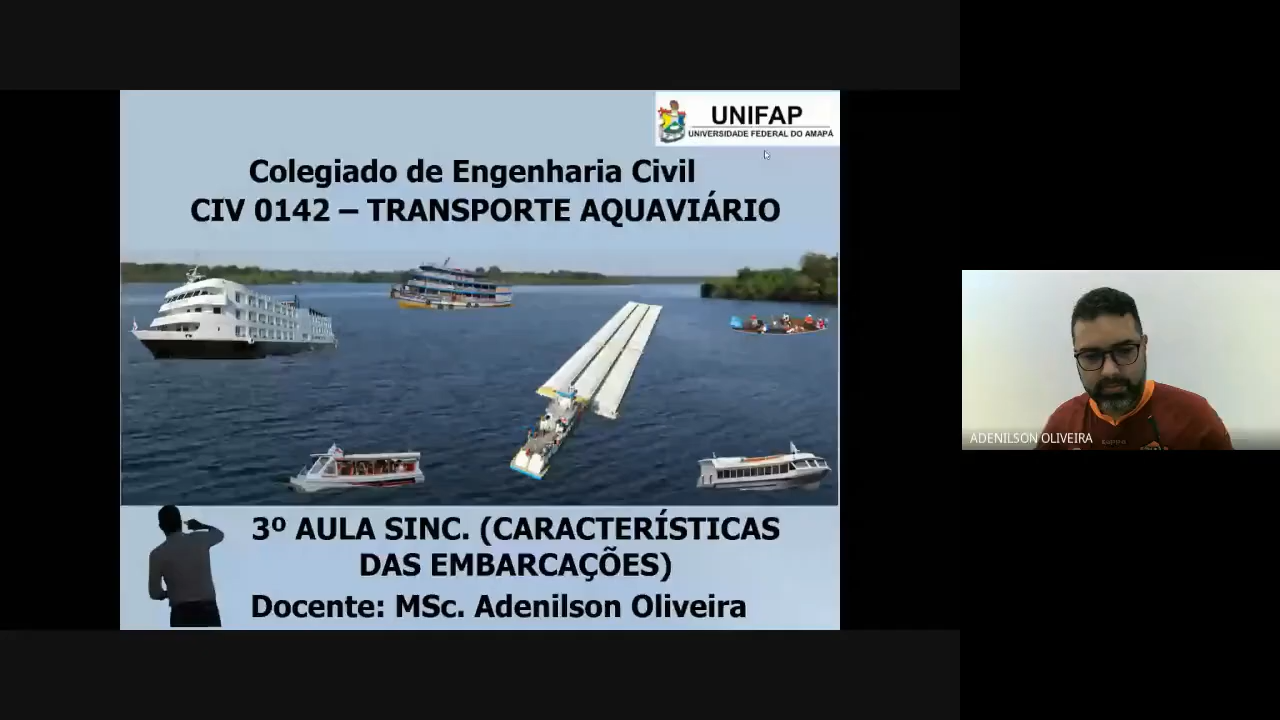 UNIFAP
UNIVERSIDADE FEDERAL DO AMAPÁ
Colegiado de Engenharia Civil
CIV 0142 – TRANSPORTE AQUAVIÁRIO
3º AULA SINC. (CARACTERÍSTICAS
DAS EMBARCAÇÕES)
Docente: MSc. Adenilson Oliveira
ADENILSON OLIVEIRA